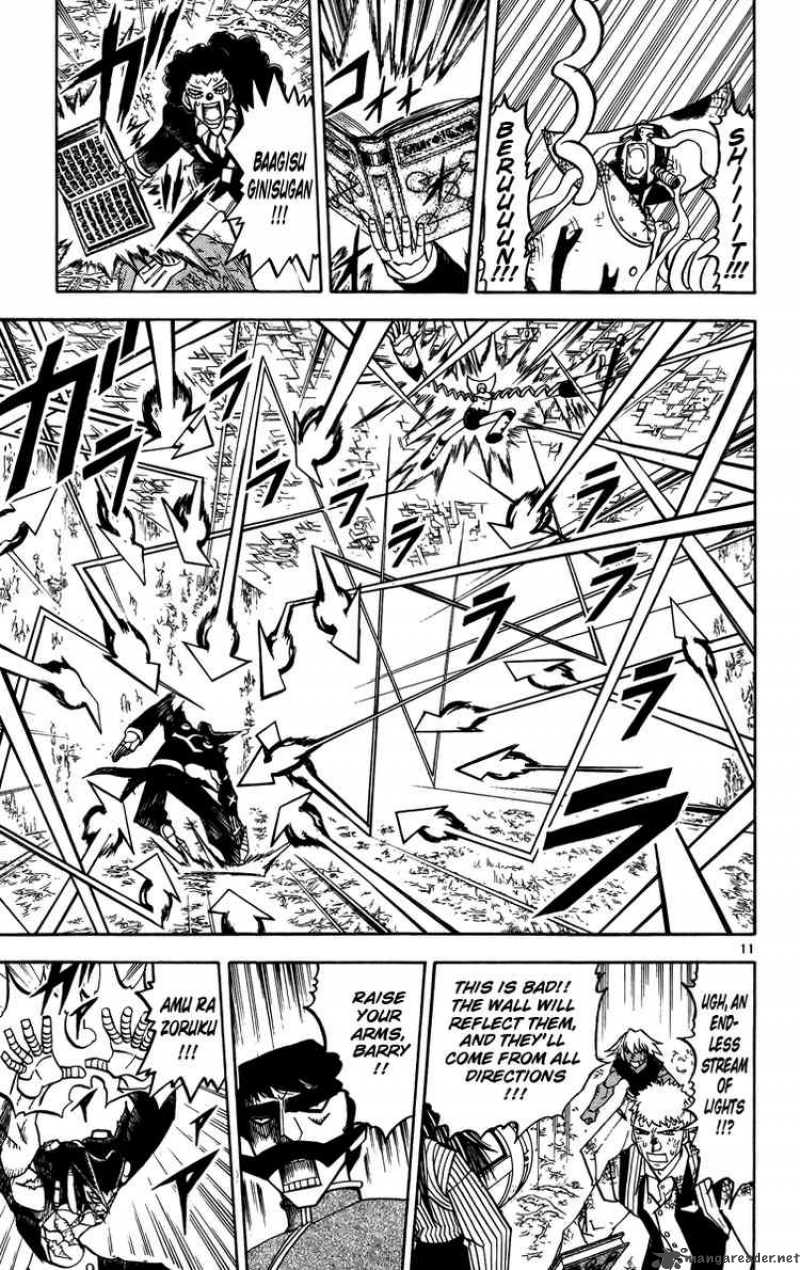 SHIIIIT!!!
BERUUUUN!!!
BAAGISU
GINISUGAN
!!!
ガッ
ガ
ララララララ
11
UGH, AN
END-
LESS
STREAM
OF
LIGHTS
!!?
THIS IS BAD!!
THE WALL WILL
REFLECT THEM,
AND THEY'LL
COME FROM ALL
DIRECTIONS
!!!
RAISE
YOUR
ARMS,
BARRY
!!
AMU RA
ZORUKU
!!!
mangareader.net